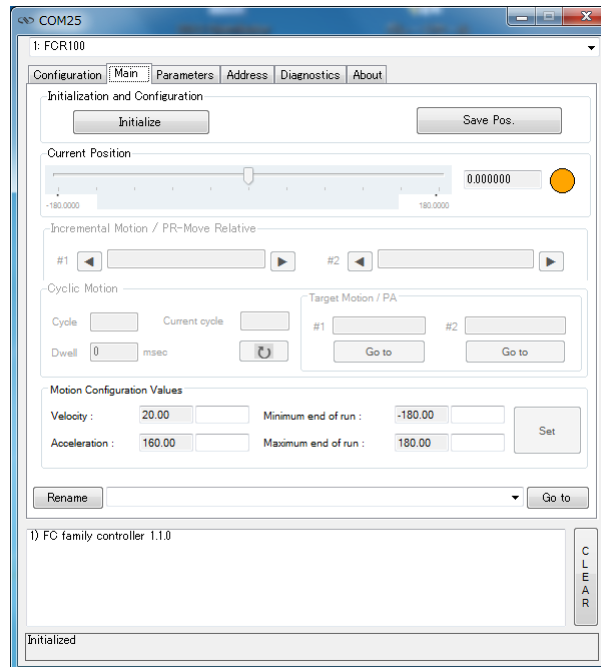 COM25
1: FCR100
Configuration Main Parameters Address Diagnostics About
Initialization and Configuration
Initialize Save Pos.
Current Position
0.000000
-180.0000 180.0000
Incremental Motion / PR-Move Relative
#1 #2
Cyclic Motion
Target Motion / PA
Cycle Current cycle #1 #2
Dwell 0 msec Go to Go to
Motion Configuration Values
Velocity : 20.00 Minimum end of run : -180.00
Set
Acceleration : 160.00 Maximum end of run : 180.00
Rename Go to
1) FC family controller 1.1.0
CLEAR
Initialized